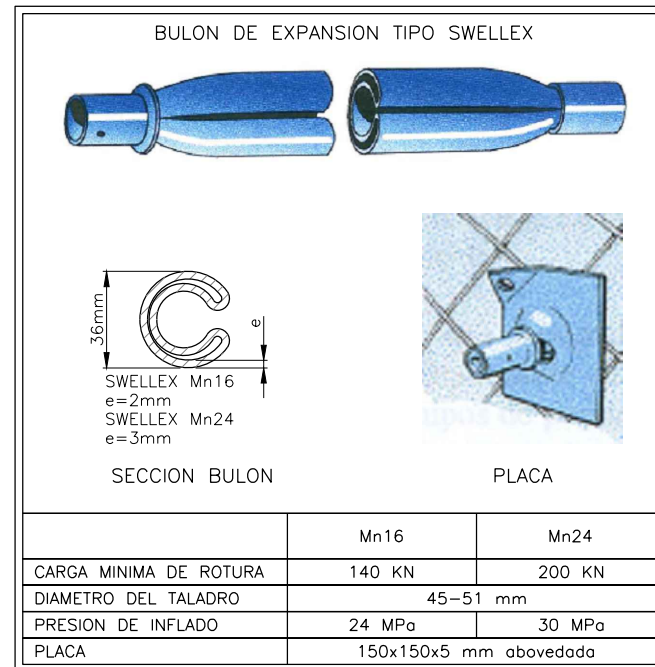 BULON DE EXPANSION TIPO SWELLEX
36mm
e
SWELLEX Mn16
e=2mm
SWELLEX Mn24
e=3mm
SECCION BULON
PLACA
Mn16 Mn24
CARGA MINIMA DE ROTURA 140 KN 200 KN
DIAMETRO DEL TALADRO 45-51 mm
PRESION DE INFLADO 24 MPa 30 MPa
PLACA 150x150x5 mm abovedada